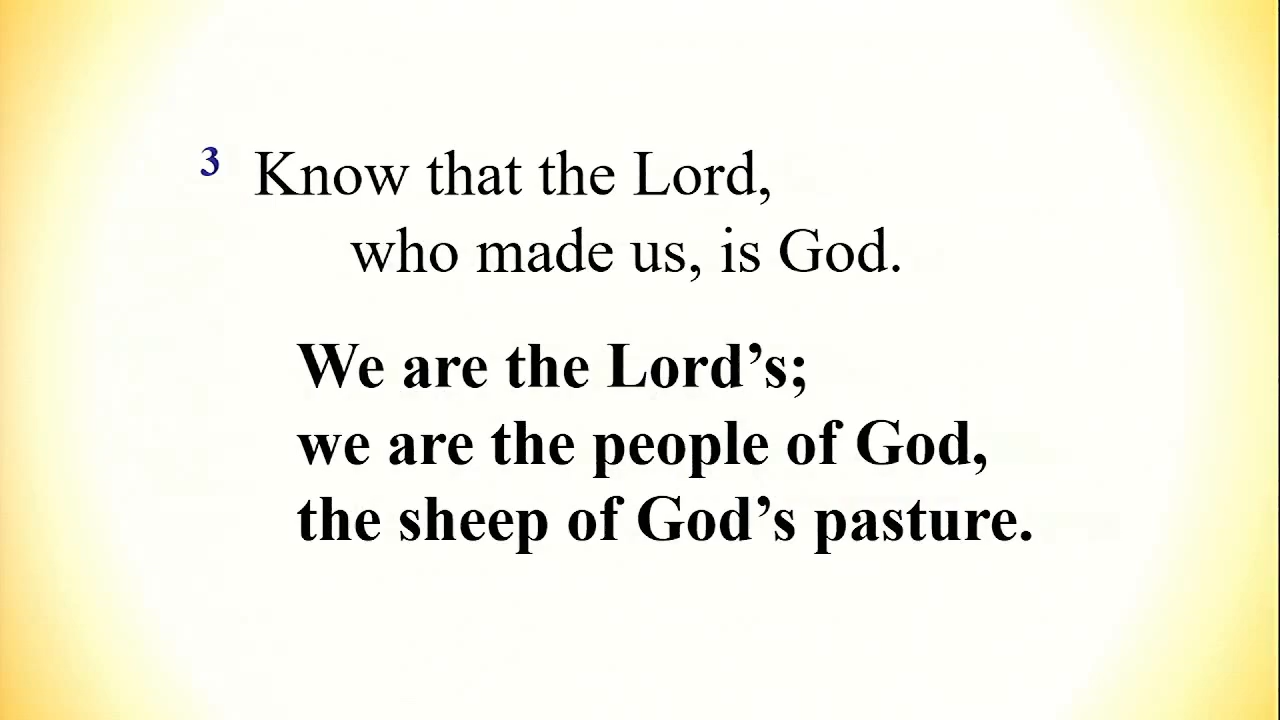 3 Know that the Lord,
who made us, is God.
We are the Lord’s;
we are the people of God,
the sheep of God’s pasture.